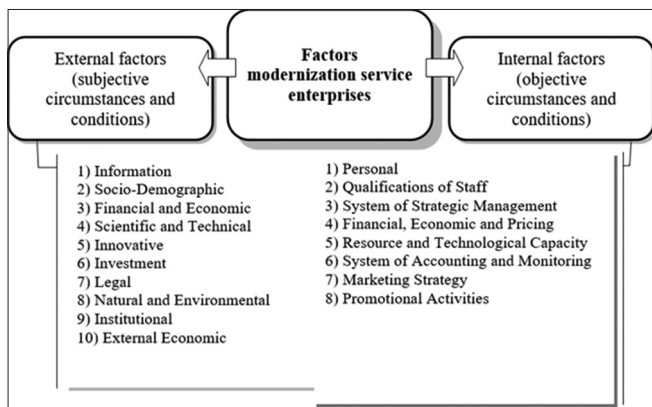 External factors
(subjective
circumstances and
conditions)
Factors
modernization service
enterprises
Internal factors
(objective
circumstances and
conditions)
1) Information
2) Socio-Demographic
3) Financial and Economic
4) Scientific and Technical
5) Innovative
6) Investment
7) Legal
8) Natural and Environmental
9) Institutional
10) External Economic
1) Personal
2) Qualifications of Staff
3) System of Strategic Management
4) Financial, Economic and Pricing
5) Resource and Technological Capacity
6) System of Accounting and Monitoring
7) Marketing Strategy
8) Promotional Activities